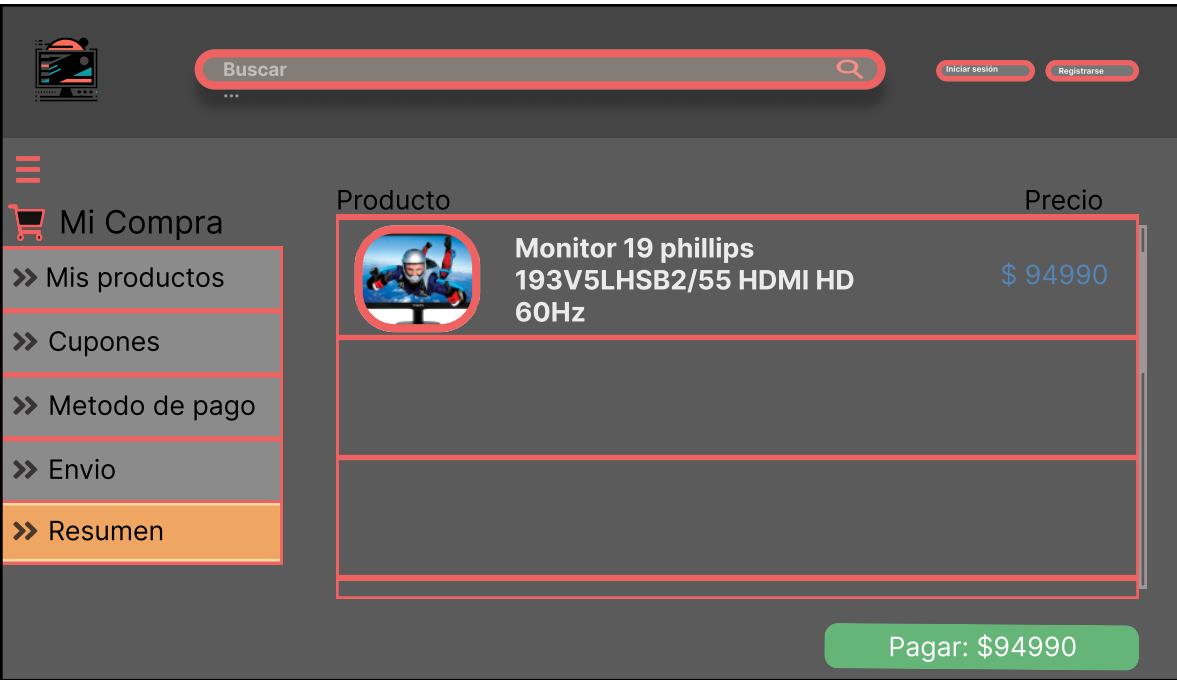 Buscar
...
Iniciar sesión
Registrarse
Mi Compra
Mis productos
Cupones
Metodo de pago
Envio
Resumen
Producto
Precio
Monitor 19 phillips
193V5LHSB2/55 HDMI HD
60Hz
$ 94990
Pagar: $94990